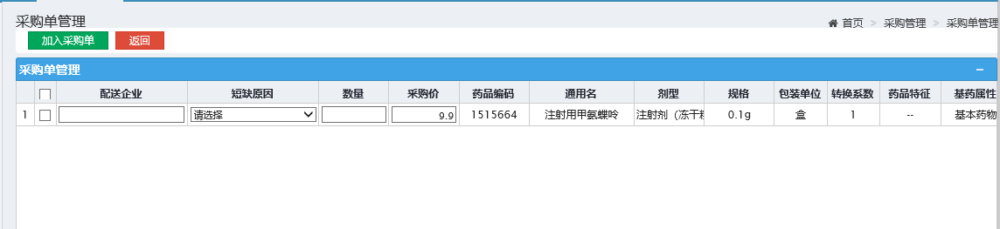 采购单管理
首页 > 采购管理 > 采购单管理
加入采购单 返回
采购单管理
配送企业 短缺原因 数量 采购价 药品编码 通用名 剂型 规格 包装单位 转换系数 药品特征 基药属性
1 请选择 9.9 1515664 注射用甲氨蝶呤 注射剂（冻干粉 0.1g 盒 1 -- 基本药物